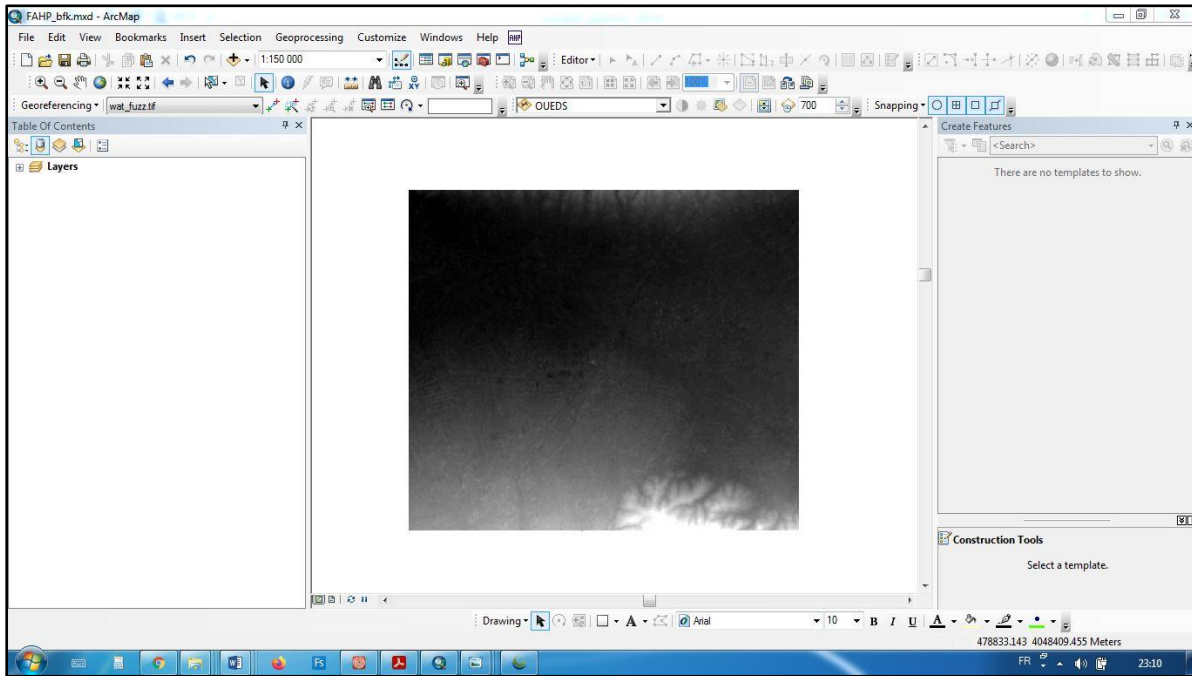 FAHP_bfk.mxd - ArcMap
File Edit View Bookmarks Insert Selection Geoprocessing Customize Windows Help AHP
1:150 000 Editor
Georeferencing wat_fuzz.tif OUEDS 700 Snapping
Table Of Contents
Create Features
Layers
<Search>
There are no templates to show.
Construction Tools
Select a template.
Drawing A Arial 10 B I U A
478833.143 4048409.455 Meters
FR 23:10